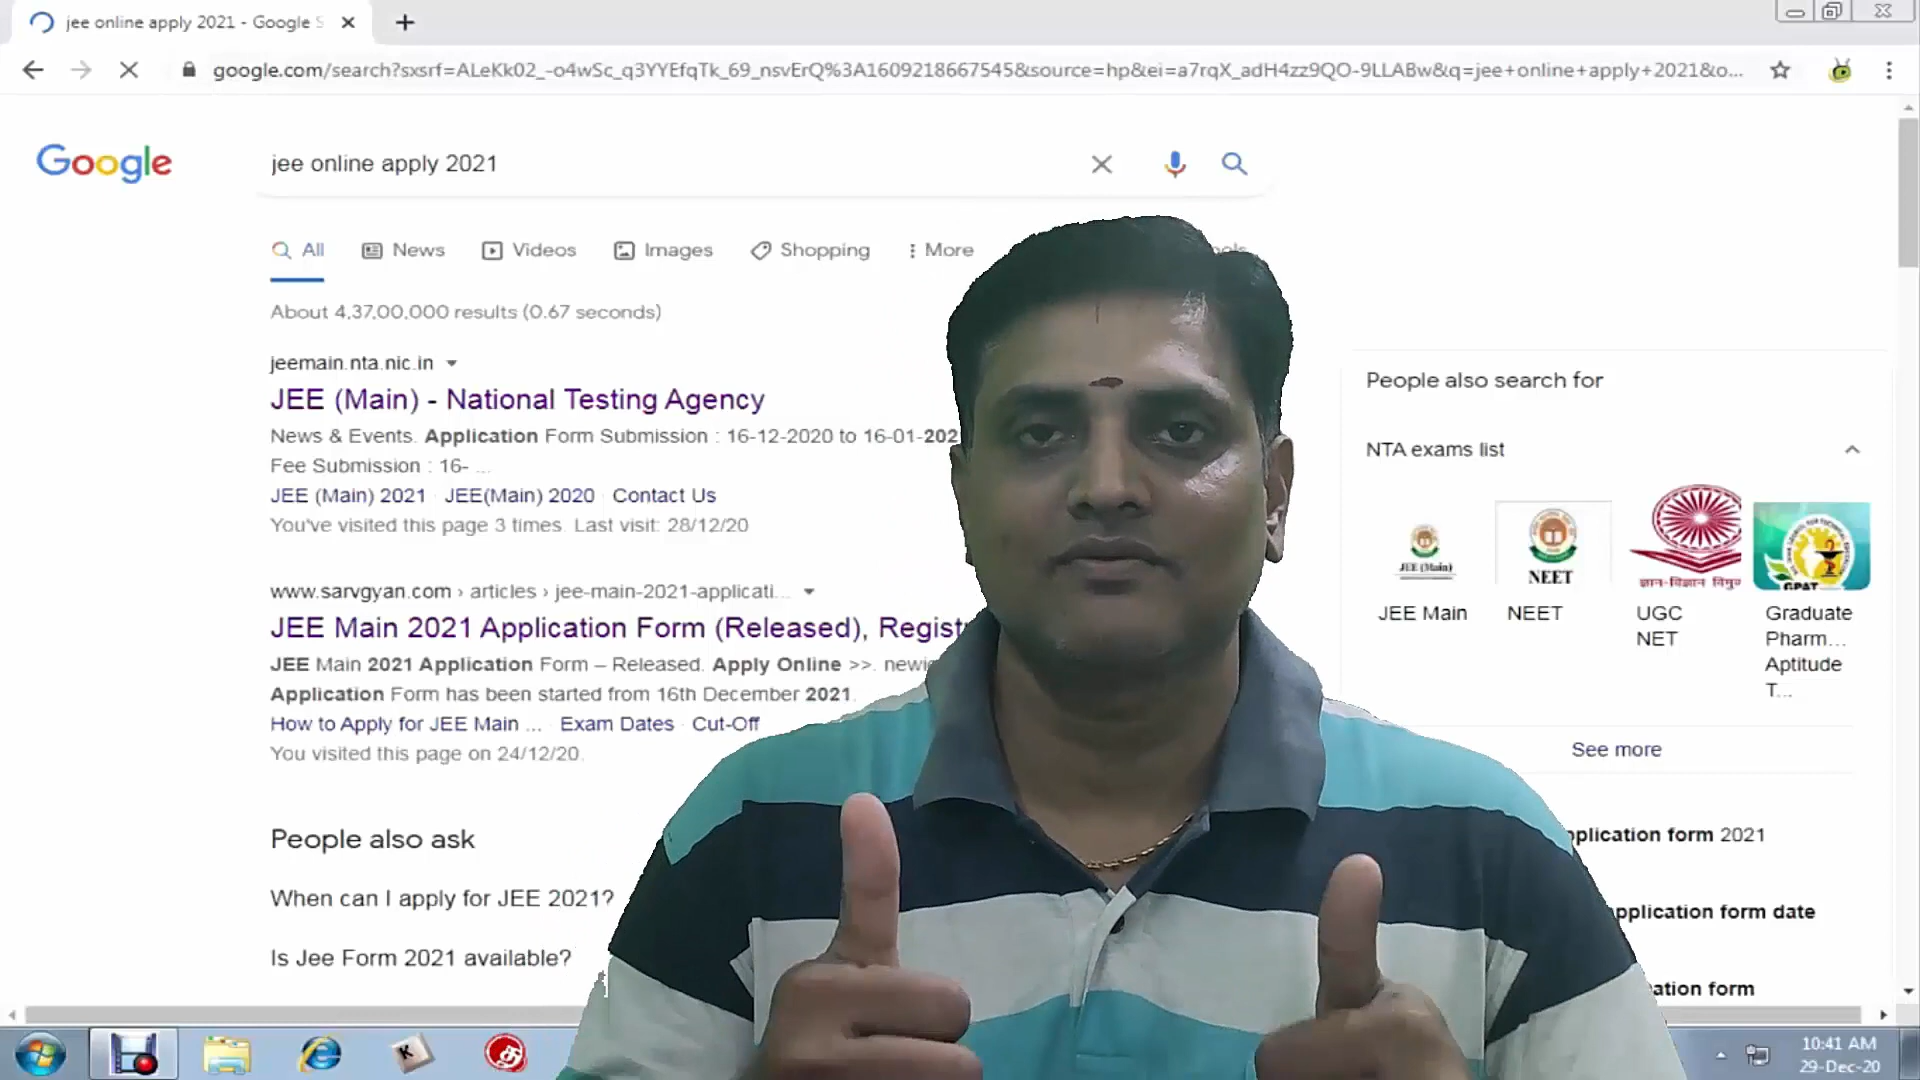 jee online apply 2021 - Google S
google.com/search?sxsrf=ALeKk02_-o4wSc_q3YYEfqTk_69_nsvErQ%3A1609218667545&source=hp&ei=a7rqX_adH4zz9QO-9LLABw&q=jee+online+apply+2021&o...
Google
jee online apply 2021
All News Videos Images Shopping More
About 4,37,00,000 results (0.67 seconds)
jeemain.nta.nic.in
JEE (Main) - National Testing Agency
News & Events. Application Form Submission : 16-12-2020 to 16-01-202
Fee Submission : 16- ...
JEE (Main) 2021 · JEE(Main) 2020 · Contact Us
You've visited this page 3 times. Last visit: 28/12/20
www.sarvgyan.com › articles › jee-main-2021-applicati...
JEE Main 2021 Application Form (Released), Regist
JEE Main 2021 Application Form – Released. Apply Online >>. newic
Application Form has been started from 16th December 2021.
How to Apply for JEE Main ... · Exam Dates · Cut-Off
You visited this page on 24/12/20.
People also ask
When can I apply for JEE 2021?
Is Jee Form 2021 available?
People also search for
NTA exams list
JEE (Main)
NEET
ज्ञान-विज्ञान विमु
GPAT
JEE Main
NEET
UGC
NET
Graduate
Pharm...
Aptitude
T...
See more
pplication form 2021
pplication form date
ation form
10:41 AM
29-Dec-20